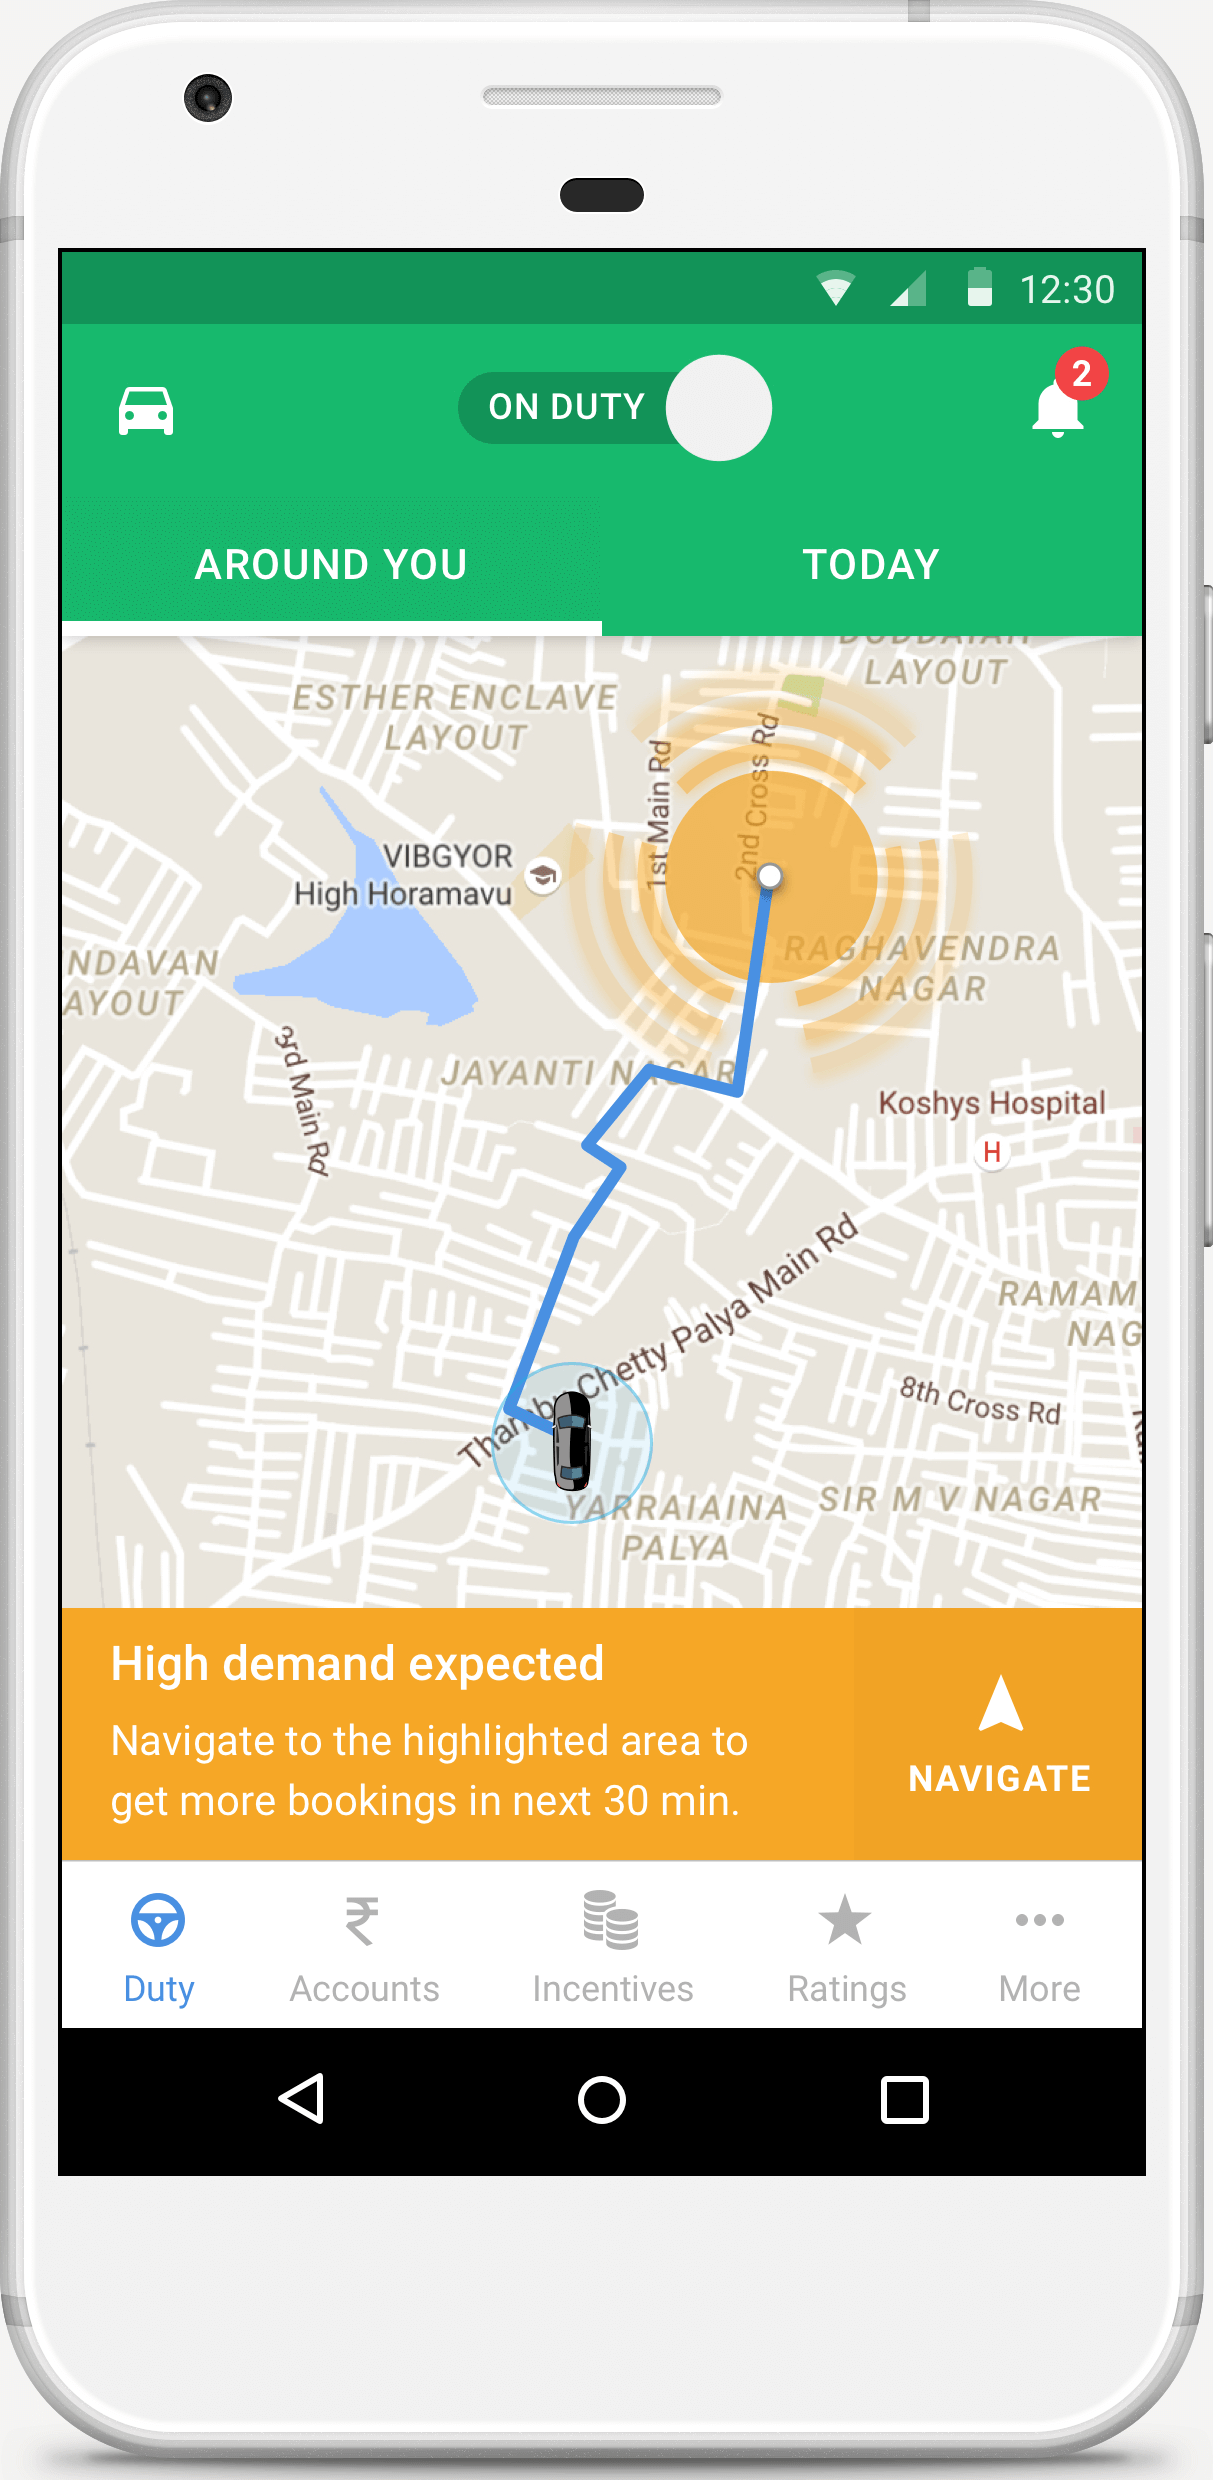 12:30
ON DUTY
2
AROUND YOU
TODAY
LAYOUT
ESTHER ENCLAVE
LAYOUT
1st Main Rd
2nd Cross Rd
VIBGYOR
High Horamavu
RAGHAVENDRA
NAGAR
NDAVAN
AYOUT
3rd Main Rd
JAYANTI NAGAR
Koshys Hospital
H
Thambu Chetty Palya Main Rd
RAMAM
NAG
8th Cross Rd
YARRAIAINA
PALYA
SIR M V NAGAR
High demand expected
Navigate to the highlighted area to
get more bookings in next 30 min.
NAVIGATE
Duty
Accounts
Incentives
Ratings
More